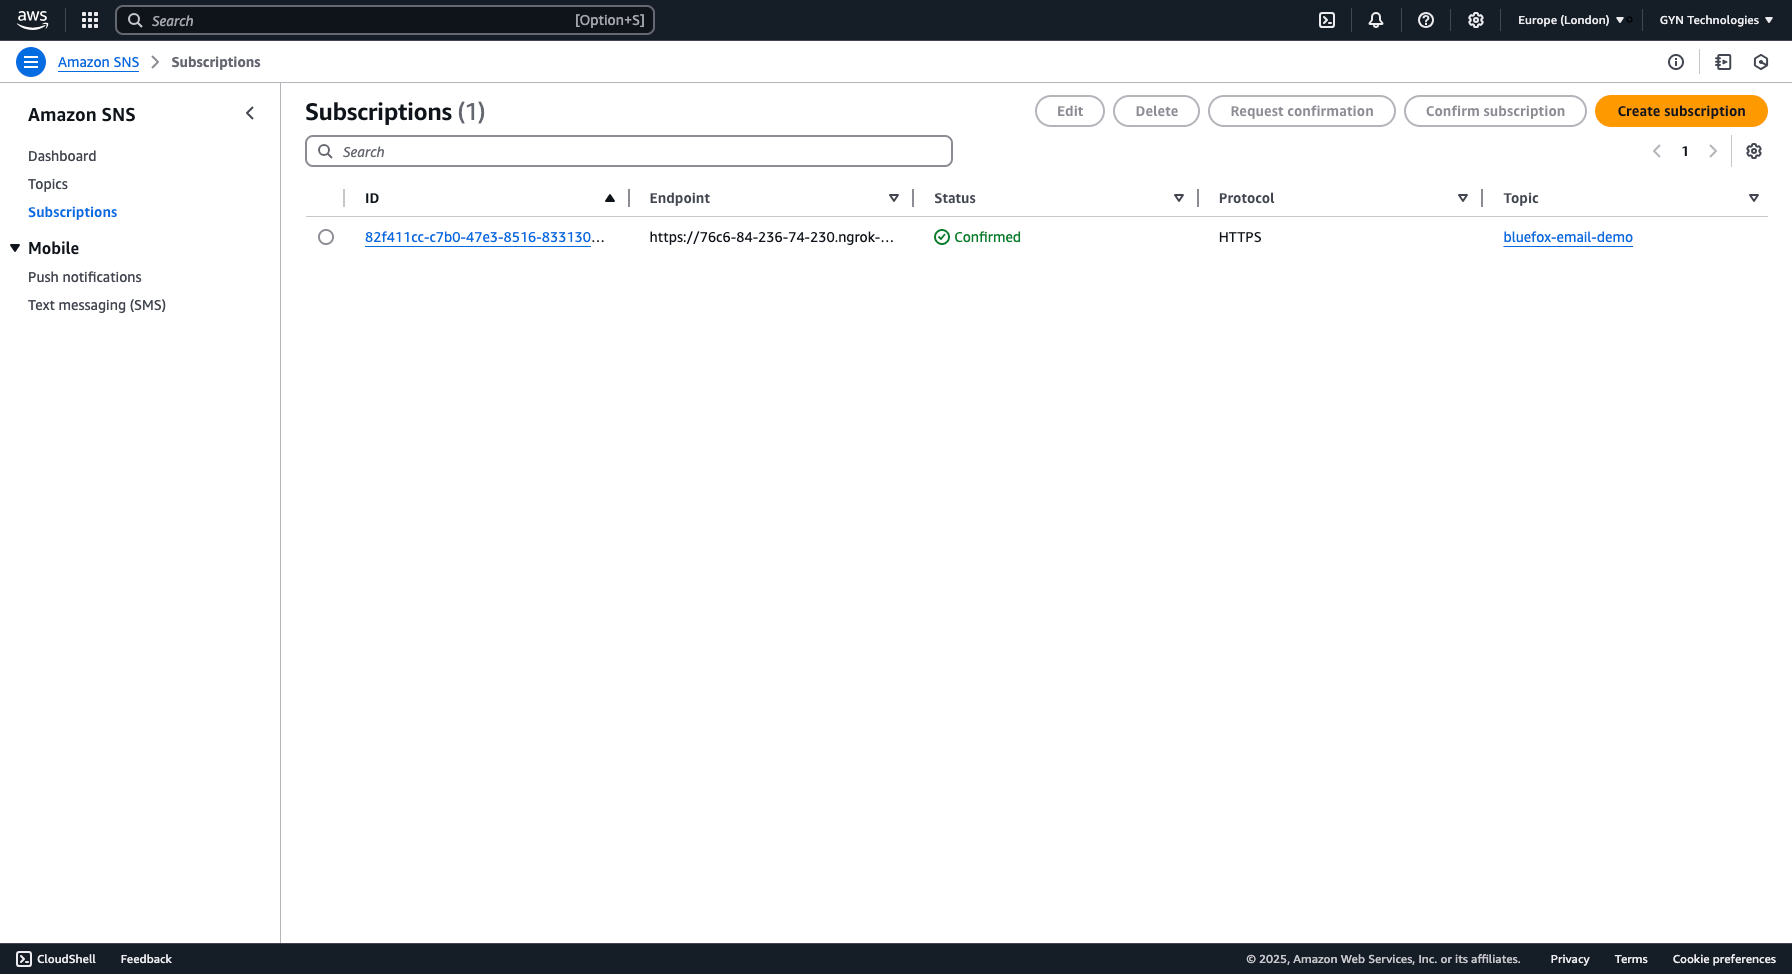 aws
Search [Option+S]
Europe (London)
GYN Technologies
Amazon SNS
Subscriptions
Amazon SNS
Dashboard
Topics
Subscriptions
Mobile
Push notifications
Text messaging (SMS)
Subscriptions (1)
Edit
Delete
Request confirmation
Confirm subscription
Create subscription
Search
1
ID Endpoint Status Protocol Topic
82f411cc-c7b0-47e3-8516-833130... https://76c6-84-236-74-230.ngrok-... Confirmed HTTPS bluefox-email-demo
CloudShell Feedback © 2025, Amazon Web Services, Inc. or its affiliates. Privacy Terms Cookie preferences